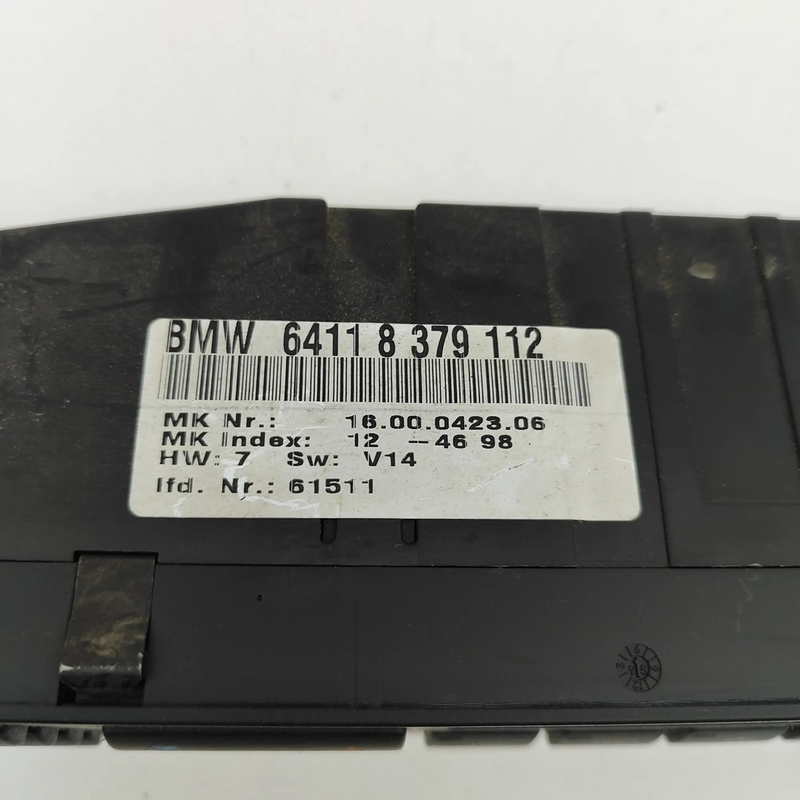 BMW 6411 8 379 112
MK Nr.: 16.00.0423.06
MK Index: 12 -46 98
HW: 7 Sw: V14
lfd. Nr.: 61511